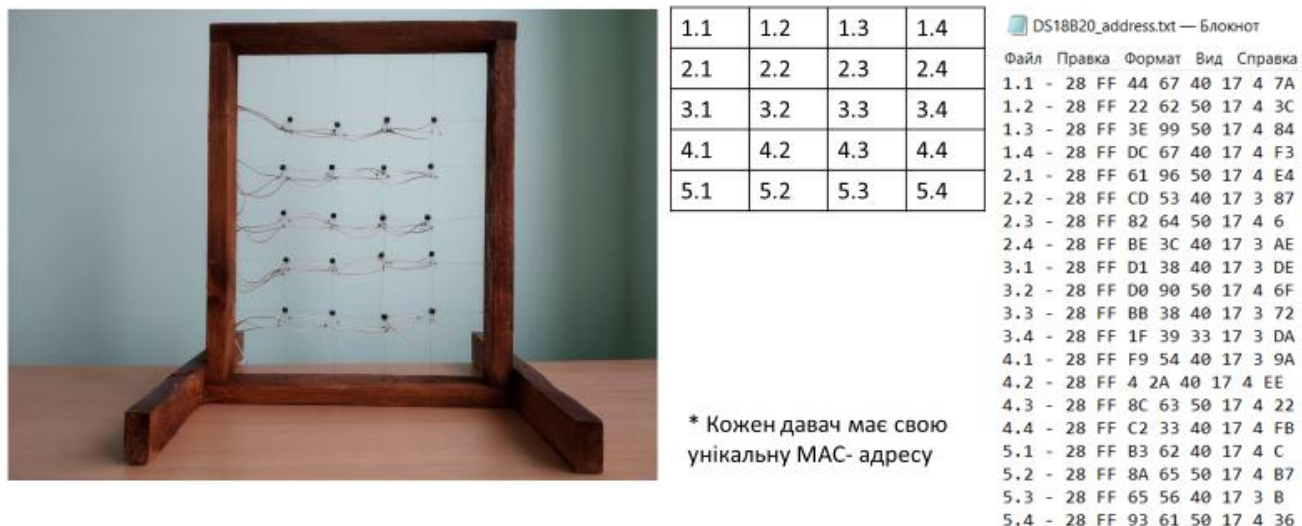 1.1 1.2 1.3 1.4
2.1 2.2 2.3 2.4
3.1 3.2 3.3 3.4
4.1 4.2 4.3 4.4
5.1 5.2 5.3 5.4
* Кожен давач має свою
унікальну MAC- адресу
DS18B20_address.txt — Блокнот
Файл Правка Формат Вид Справка
1.1 - 28 FF 44 67 40 17 4 7A
1.2 - 28 FF 22 62 50 17 4 3C
1.3 - 28 FF 3E 99 50 17 4 84
1.4 - 28 FF DC 67 40 17 4 F3
2.1 - 28 FF 61 96 50 17 4 E4
2.2 - 28 FF CD 53 40 17 3 87
2.3 - 28 FF 82 64 50 17 4 6
2.4 - 28 FF BE 3C 40 17 3 AE
3.1 - 28 FF D1 38 40 17 3 DE
3.2 - 28 FF D0 90 50 17 4 6F
3.3 - 28 FF BB 38 40 17 3 72
3.4 - 28 FF 1F 39 33 17 3 DA
4.1 - 28 FF F9 54 40 17 3 9A
4.2 - 28 FF 4 2A 40 17 4 EE
4.3 - 28 FF 8C 63 50 17 4 22
4.4 - 28 FF C2 33 40 17 4 FB
5.1 - 28 FF B3 62 40 17 4 C
5.2 - 28 FF 8A 65 50 17 4 B7
5.3 - 28 FF 65 56 40 17 3 B
5.4 - 28 FF 93 61 50 17 4 36